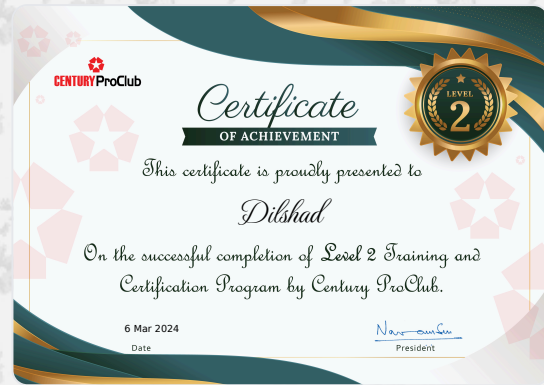 CENTURY ProClub
LEVEL
2
Certificate
OF ACHIEVEMENT
This certificate is proudly presented to
Dilshad
On the successful completion of Level 2 Training and
Certification Program by Century ProClub.
6 Mar 2024
Date
President